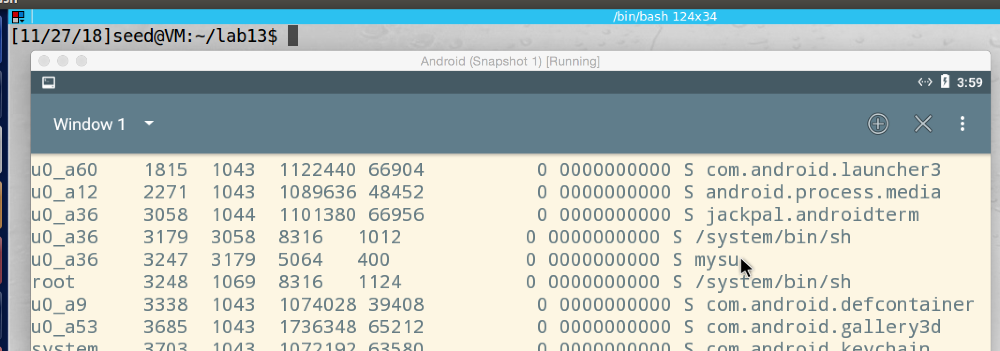 /bin/bash 124x34
[11/27/18]seed@VM:~/lab13$
Android (Snapshot 1) [Running]
3:59
Window 1
u0_a60 1815 1043 1122440 66904 0 0000000000 S com.android.launcher3
u0_a12 2271 1043 1089636 48452 0 0000000000 S android.process.media
u0_a36 3058 1044 1101380 66956 0 0000000000 S jackpal.androidterm
u0_a36 3179 3058 8316 1012 0 0000000000 S /system/bin/sh
u0_a36 3247 3179 5064 400 0 0000000000 S mysu
root 3248 1069 8316 1124 0 0000000000 S /system/bin/sh
u0_a9 3338 1043 1074028 39408 0 0000000000 S com.android.defcontainer
u0_a53 3685 1043 1736348 65212 0 0000000000 S com.android.gallery3d
system 3703 1043 1072192 63580 0 0000000000 S com.android.keychain